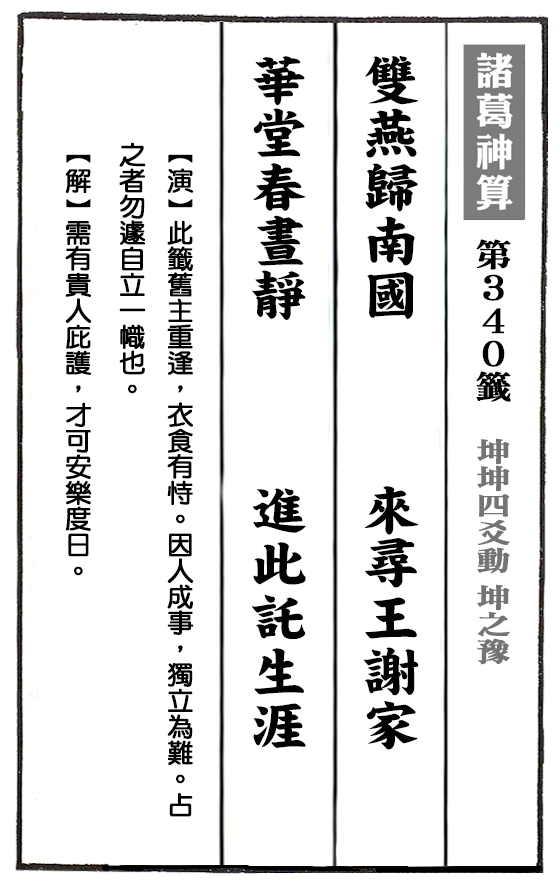 諸葛神算 第340籤 坤坤四爻動 坤之豫
雙燕歸南國 來尋王謝家
華堂春晝靜 進此託生涯
【演】此籤舊主重逢，衣食有恃。因人成事，獨立為難。占
之者勿遽自立一幟也。
【解】需有貴人庇護，才可安樂度日。